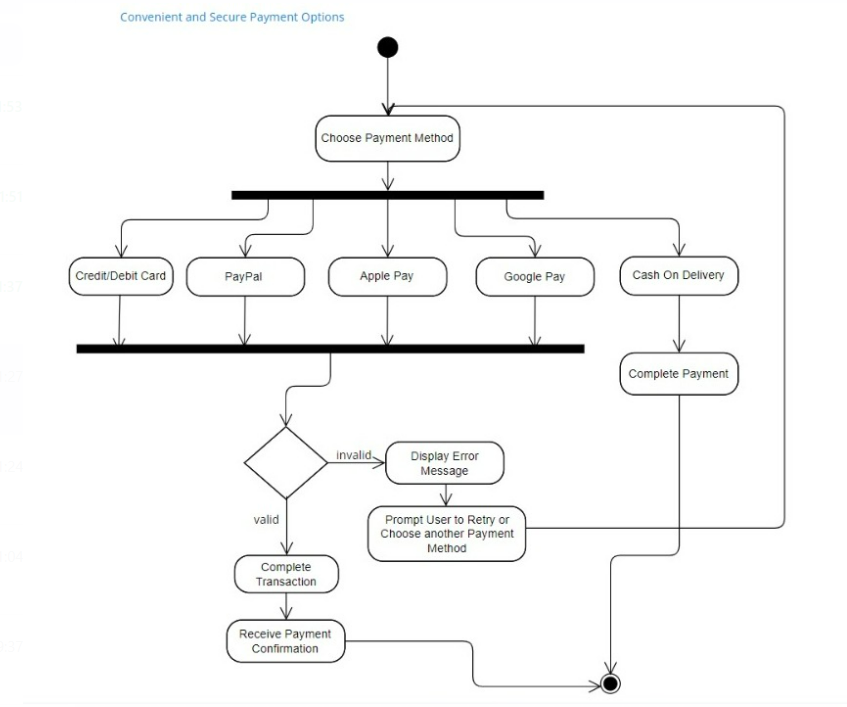 Convenient and Secure Payment Options
Choose Payment Method
Credit/Debit Card
PayPal
Apple Pay
Google Pay
Cash On Delivery
Complete Payment
invalid
Display Error
Message
Prompt User to Retry or
Choose another Payment
Method
valid
Complete
Transaction
Receive Payment
Confirmation